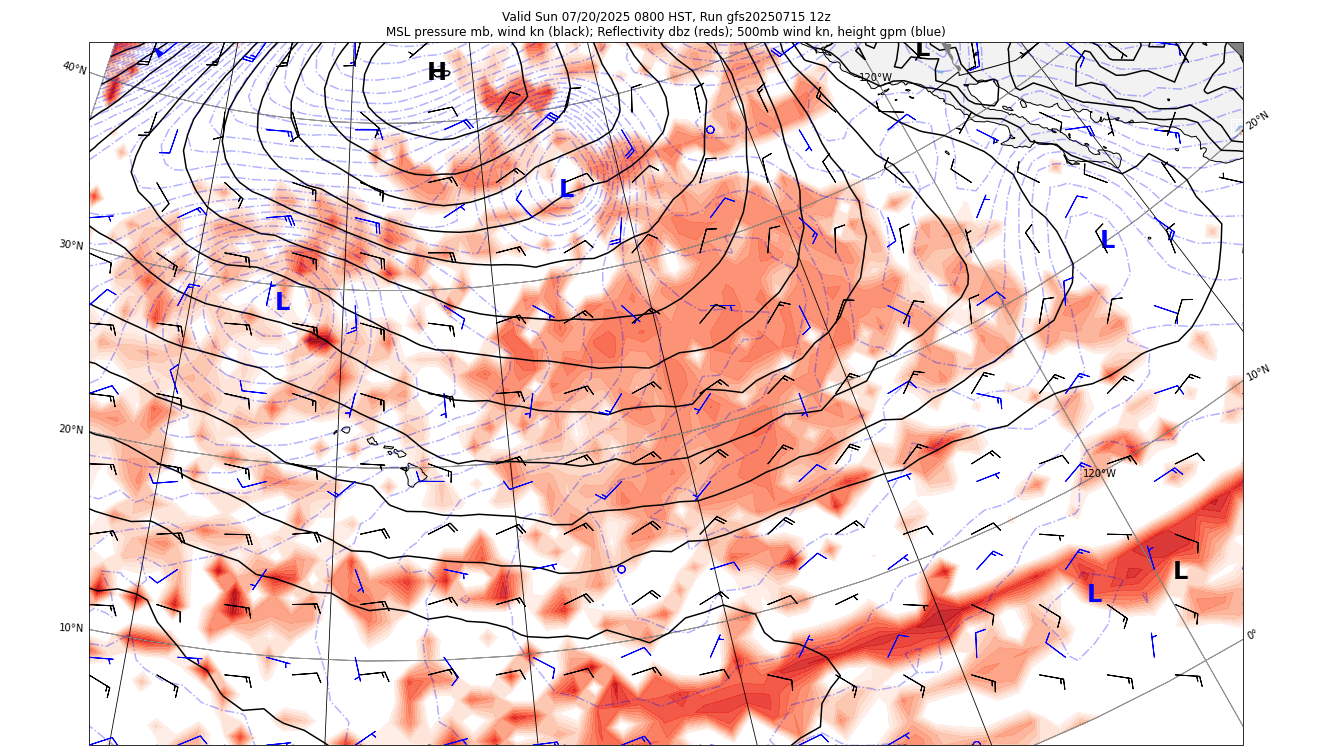 Valid Sun 07/20/2025 0800 HST, Run gfs20250715 12z
MSL pressure mb, wind kn (black); Reflectivity dbz (reds); 500mb wind kn, height gpm (blue)
L
40°N
H
120°W
20°N
L
30°N
L
L
10°N
20°N
120°W
L
L
10°N
0°